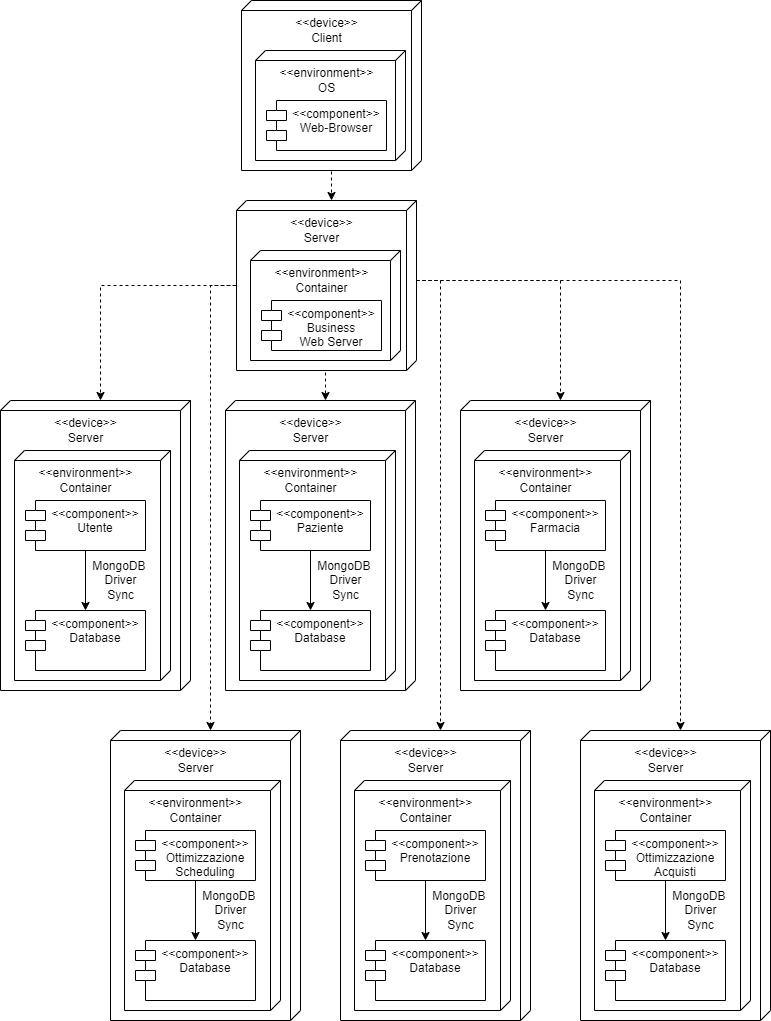 <<device>>
Client
<<environment>>
OS
<<component>>
Web-Browser
<<device>>
Server
<<environment>>
Container
<<component>>
Business
Web Server
<<device>>
Server
<<environment>>
Container
<<component>>
Utente
MongoDB
Driver
Sync
<<component>>
Database
<<device>>
Server
<<environment>>
Container
<<component>>
Paziente
MongoDB
Driver
Sync
<<component>>
Database
<<device>>
Server
<<environment>>
Container
<<component>>
Farmacia
MongoDB
Driver
Sync
<<component>>
Database
<<device>>
Server
<<environment>>
Container
<<component>>
Ottimizzazione
Scheduling
MongoDB
Driver
Sync
<<component>>
Database
<<device>>
Server
<<environment>>
Container
<<component>>
Prenotazione
MongoDB
Driver
Sync
<<component>>
Database
<<device>>
Server
<<environment>>
Container
<<component>>
Ottimizzazione
Acquisti
MongoDB
Driver
Sync
<<component>>
Database